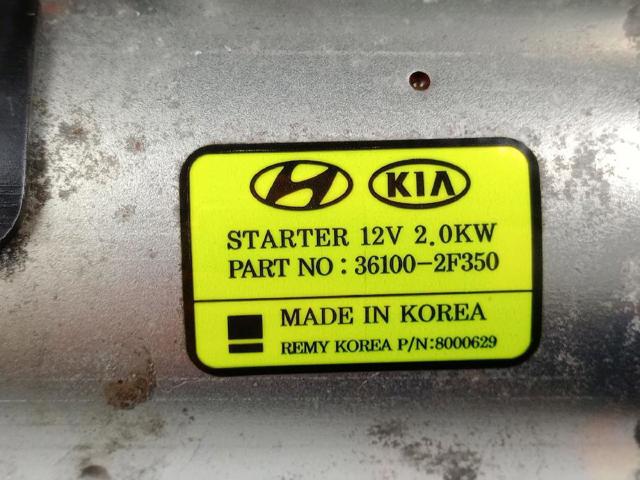 KIA
STARTER 12V 2.0KW
PART NO : 36100-2F350
MADE IN KOREA
REMY KOREA P/N:8000629